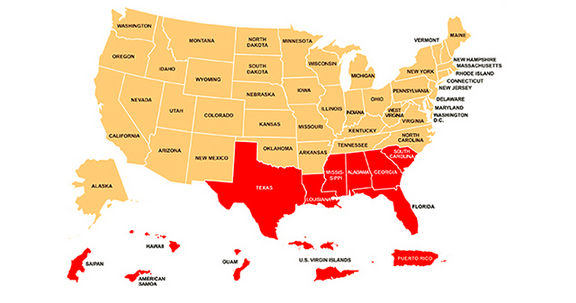 WASHINGTON
MONTANA
NORTH
DAKOTA
MINNESOTA
MAINE
VERMONT
OREGON
IDAHO
WYOMING
SOUTH
DAKOTA
WISCONSIN
MICHIGAN
NEW YORK
NEW HAMPSHIRE
MASSACHUSETTS
RHODE ISLAND
CONNECTICUT
NEW JERSEY
NEVADA
UTAH
COLORADO
NEBRASKA
IOWA
ILLINOIS
INDIANA
OHIO
PENNSYLVANIA
DELAWARE
MARYLAND
WASHINGTON
D.C.
WEST
VIRGINIA
VIRGINIA
CALIFORNIA
KANSAS
MISSOURI
KENTUCKY
ARIZONA
NEW MEXICO
OKLAHOMA
ARKANSAS
TENNESSEE
NORTH
CAROLINA
SOUTH
CAROLINA
ALASKA
TEXAS
LOUISIANA
MISSIS-
SIPPI
ALABAMA
GEORGIA
FLORIDA
HAWAII
SAIPAN
AMERICAN
SAMOA
GUAM
U.S. VIRGIN ISLANDS
PUERTO RICO